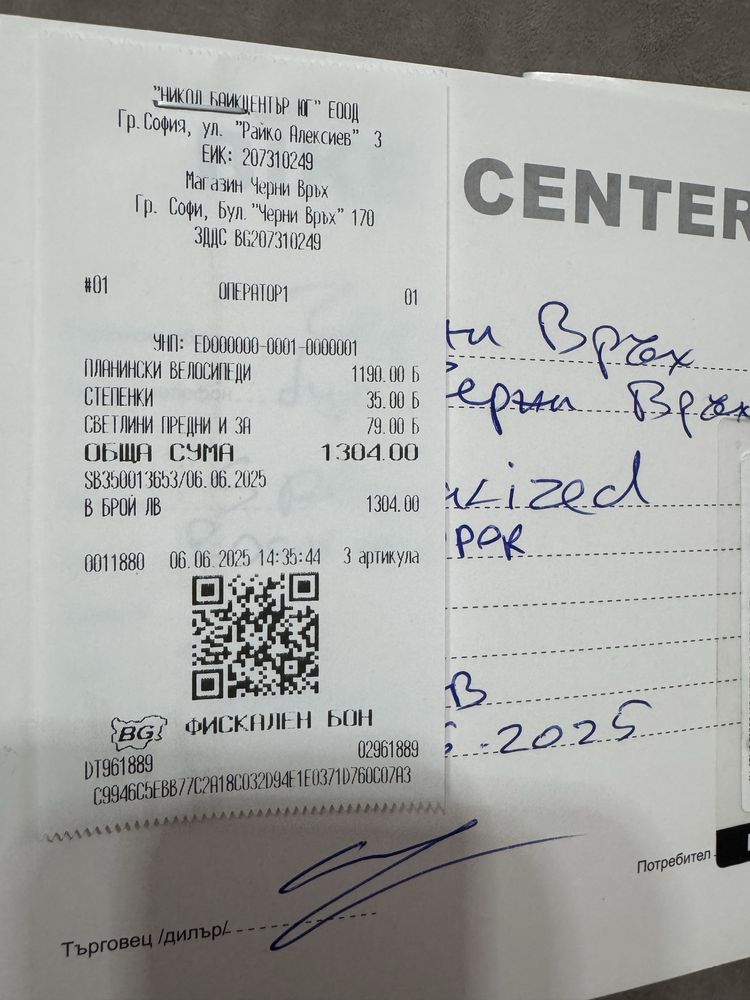 "НИКОЛ БАЙКЦЕНТЪР ЮГ" ЕООД
Гр.София, ул. "Райко Алексиев" 3
ЕИК: 207310249
Магазин Черни Връх
Гр. Софи, Бул."Черни Връх" 170
ЗДДС BG207310249
#01 ОПЕРАТОР1 01
УНП: ED000000-0001-0000001
ПЛАНИНСКИ ВЕЛОСИПЕДИ 1190.00 Б
СТЕПЕНКИ 35.00 Б
СВЕТЛИНИ ПРЕДНИ И ЗА 79.00 Б
ОБЩА СУМА 1304.00
SB350013653/06.06.2025
В БРОЙ ЛВ 1304.00
0011880 06.06.2025 14:35:44 3 артикула
BG ФИСКАЛЕН БОН
DT961889 02961889
C9946C5EBB77C2A18C032D94E1E0371D760C07A3
CENTER
ни Връх
Черни Връх
ized
.2025
Потребител
Търговец /дилър/